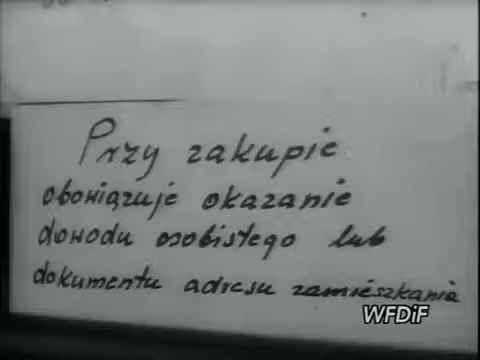 Przy zakupie
obowiązuje okazanie
dowodu osobistego lub
dokumentu adresu zamieszkania
WFDiF